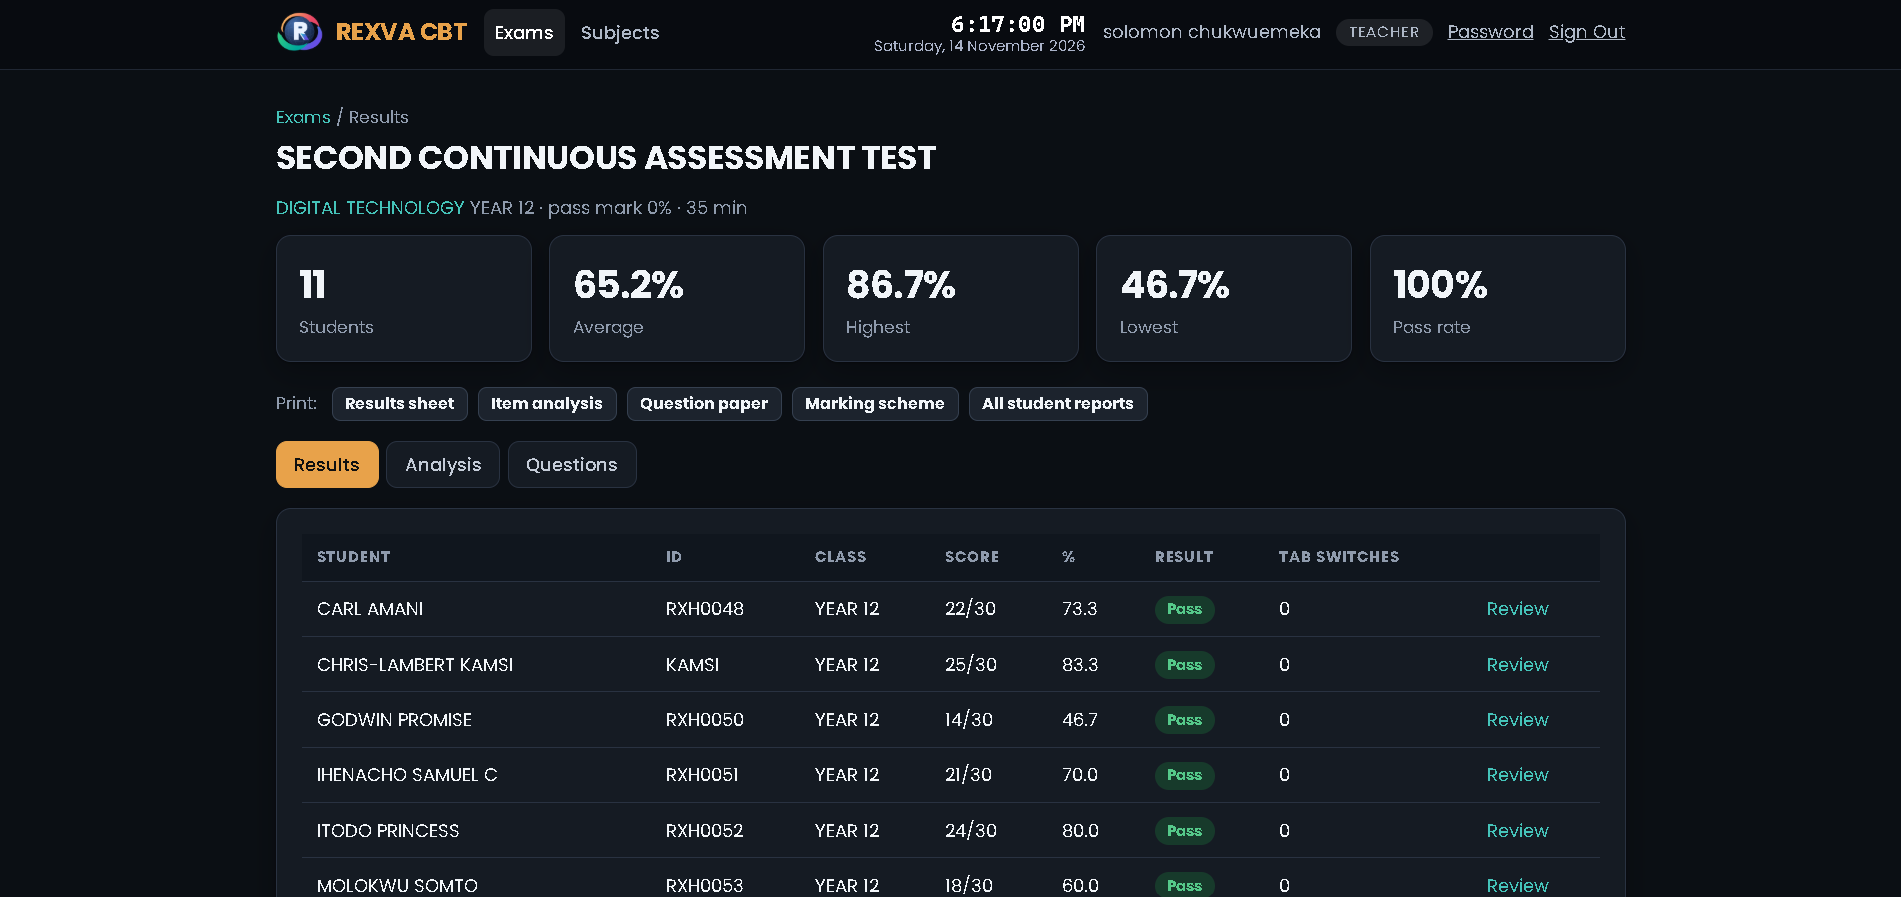 R REXVA CBT Exams Subjects 6:17:00 PM solomon chukwuemeka TEACHER Password Sign Out
Saturday, 14 November 2026
Exams / Results
SECOND CONTINUOUS ASSESSMENT TEST
DIGITAL TECHNOLOGY YEAR 12 · pass mark 0% · 35 min
11 65.2% 86.7% 46.7% 100%
Students Average Highest Lowest Pass rate
Print: Results sheet Item analysis Question paper Marking scheme All student reports
Results Analysis Questions
STUDENT ID CLASS SCORE % RESULT TAB SWITCHES
CARL AMANI RXH0048 YEAR 12 22/30 73.3 Pass 0 Review
CHRIS-LAMBERT KAMSI KAMSI YEAR 12 25/30 83.3 Pass 0 Review
GODWIN PROMISE RXH0050 YEAR 12 14/30 46.7 Pass 0 Review
IHENACHO SAMUEL C RXH0051 YEAR 12 21/30 70.0 Pass 0 Review
ITODO PRINCESS RXH0052 YEAR 12 24/30 80.0 Pass 0 Review
MOLOKWU SOMTO RXH0053 YEAR 12 18/30 60.0 Pass 0 Review